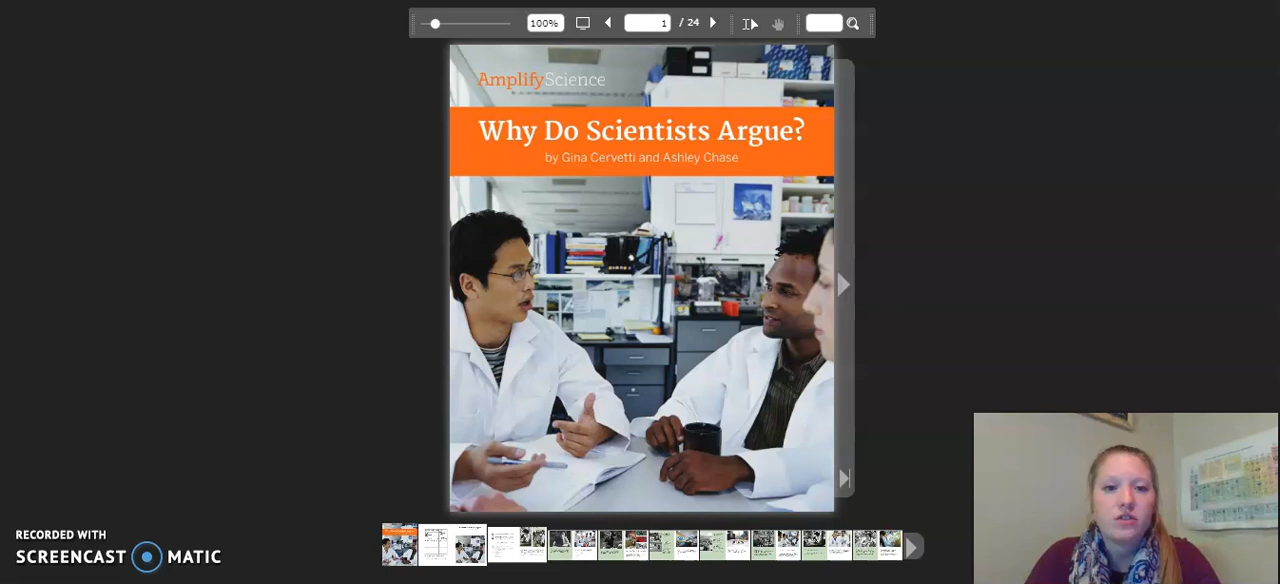 100%
1
/ 24
AmplifyScience
Why Do Scientists Argue?
by Gina Cervetti and Ashley Chase
RECORDED WITH
SCREENCAST MATIC